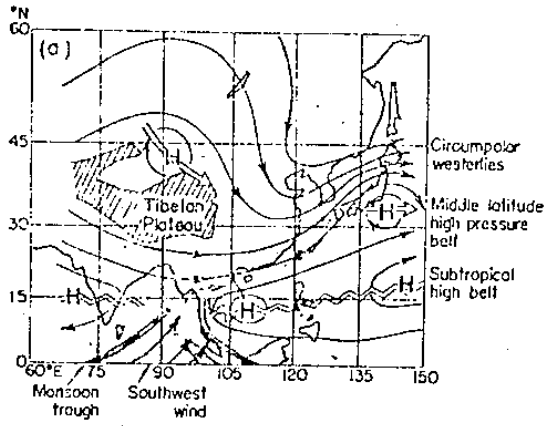 °N
60
(a)
45
Circumpolar
westerlies
H
Tibetan
Plateau
H
Middle latitude
high pressure
belt
30
Subtropical
high belt
H
H
H
15
0
60°E 75 90 105 120 135 150
Monsoon
trough
Southwest
wind